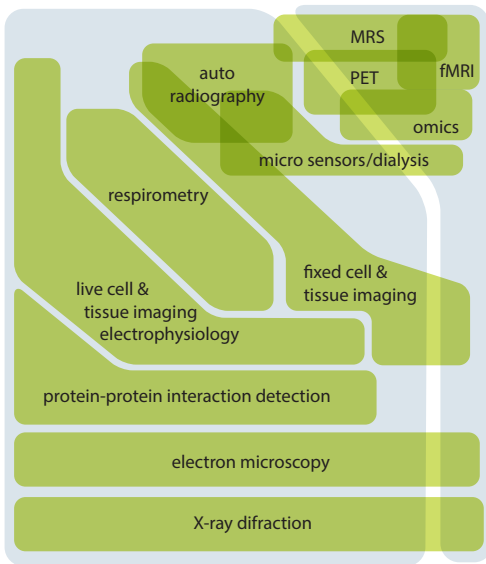 MRS
fMRI
PET
auto
radiography
omics
micro sensors/dialysis
respirometry
fixed cell &
tissue imaging
live cell &
tissue imaging
electrophysiology
protein-protein interaction detection
electron microscopy
X-ray difraction